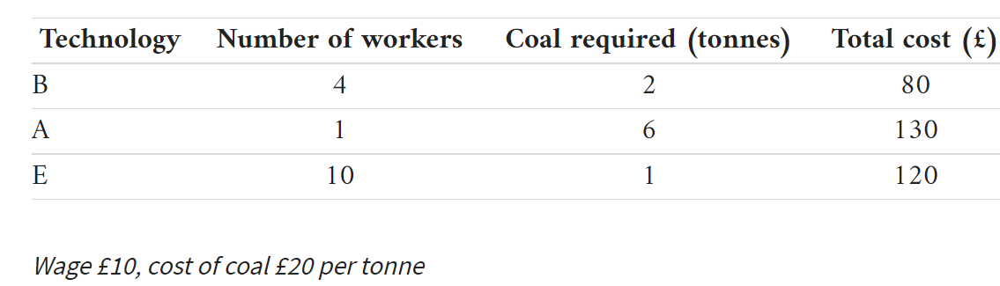 Technology Number of workers Coal required (tonnes) Total cost (£)
B 4 2 80
A 1 6 130
E 10 1 120
Wage £10, cost of coal £20 per tonne